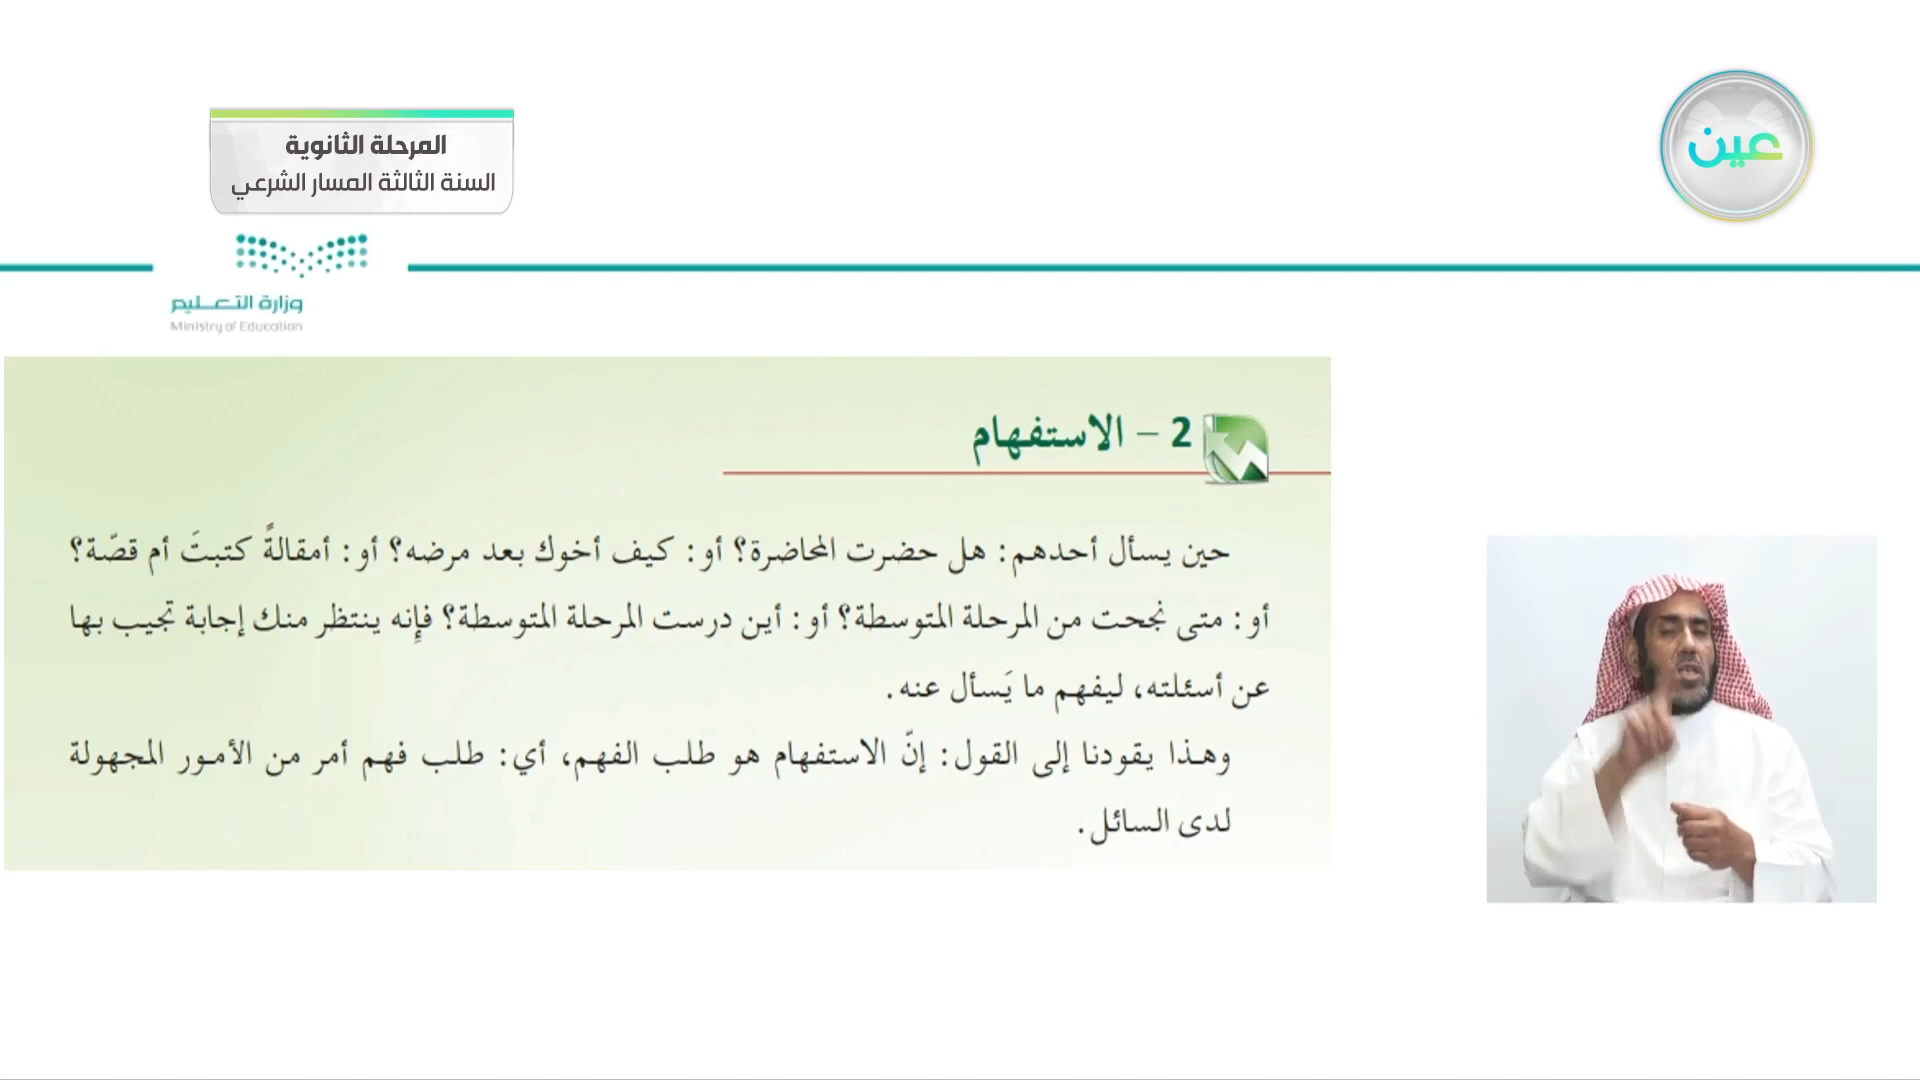 المرحلة الثانوية
السنة الثالثة المسار الشرعي
عين
وزارة التعليم
Ministry of Education
2 - الاستفهام
حين يسأل أحدهم: هل حضرت المحاضرة؟ أو: كيف أخوك بعد مرضه؟ أو: أمقالةً كتبتَ أم قصّة؟
أو: متى نجحت من المرحلة المتوسطة؟ أو: أين درست المرحلة المتوسطة؟ فإنه ينتظر منك إجابة تجيب بها
عن أسئلته، ليفهم ما يَسأل عنه.
وهذا يقودنا إلى القول: إنّ الاستفهام هو طلب الفهم، أي: طلب فهم أمر من الأمور المجهولة
لدى السائل.